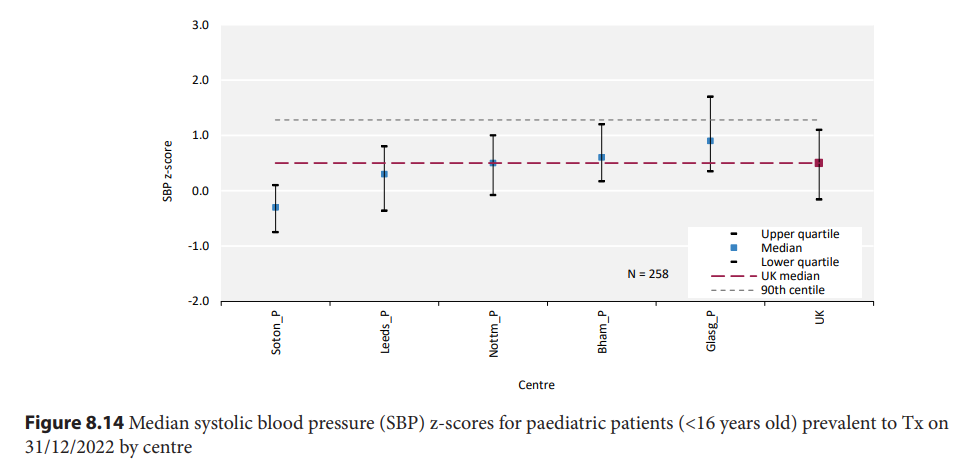 3.0
2.0
1.0
0.0
-1.0
-2.0
SBP z-score
N = 258
Upper quartile
Median
Lower quartile
UK median
90th centile
Soton_P
Leeds_P
Nottm_P
Bham_P
Glasg_P
UK
Centre
Figure 8.14 Median systolic blood pressure (SBP) z-scores for paediatric patients (<16 years old) prevalent to Tx on
31/12/2022 by centre